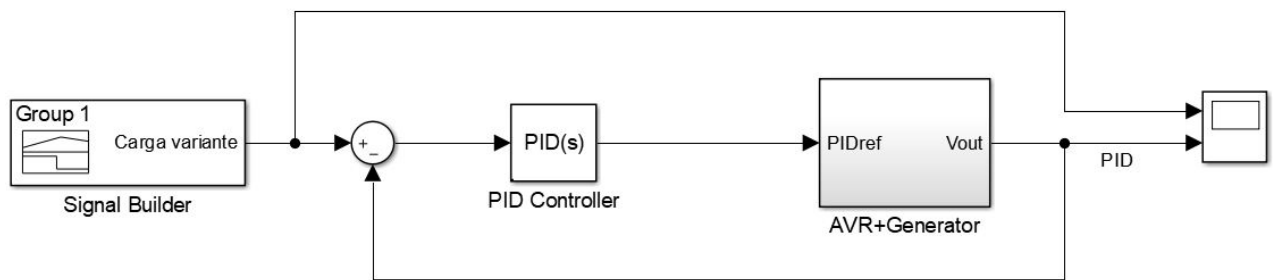 Group 1
Carga variante
Signal Builder
+
−
PID(s)
PID Controller
PIDref
Vout
AVR+Generator
PID